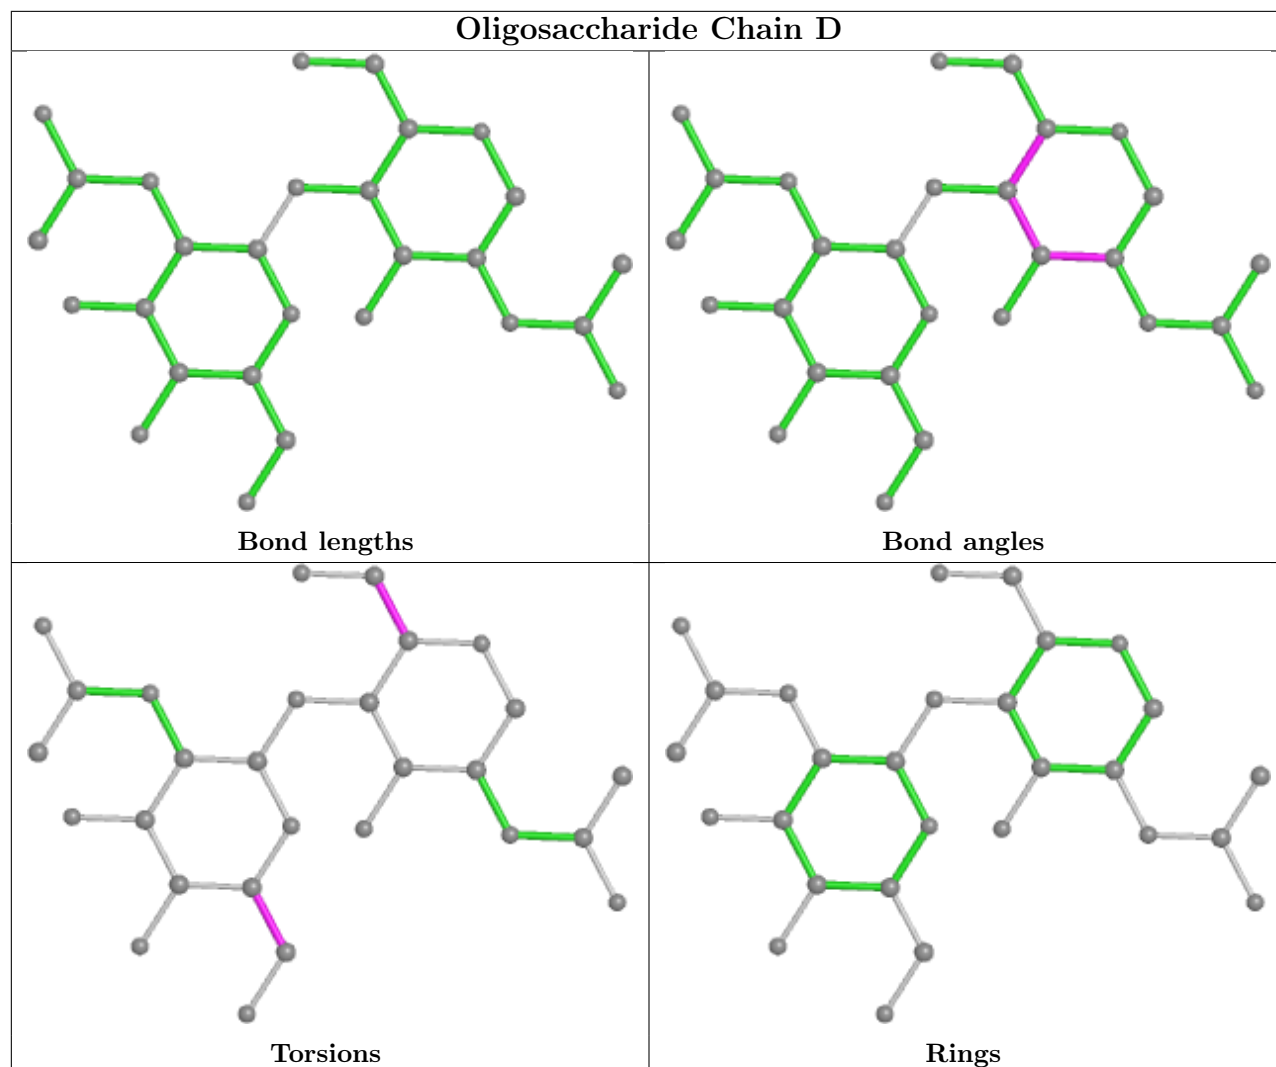 Oligosaccharide Chain D
Bond lengths
Bond angles
Torsions
Rings